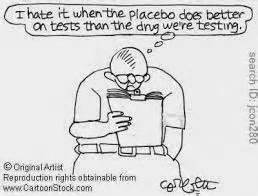 I hate it when the placebo does better
on tests than the drug we're testing.
search ID: jcon280
© Original Artist
Reproduction rights obtainable from
www.CartoonStock.com